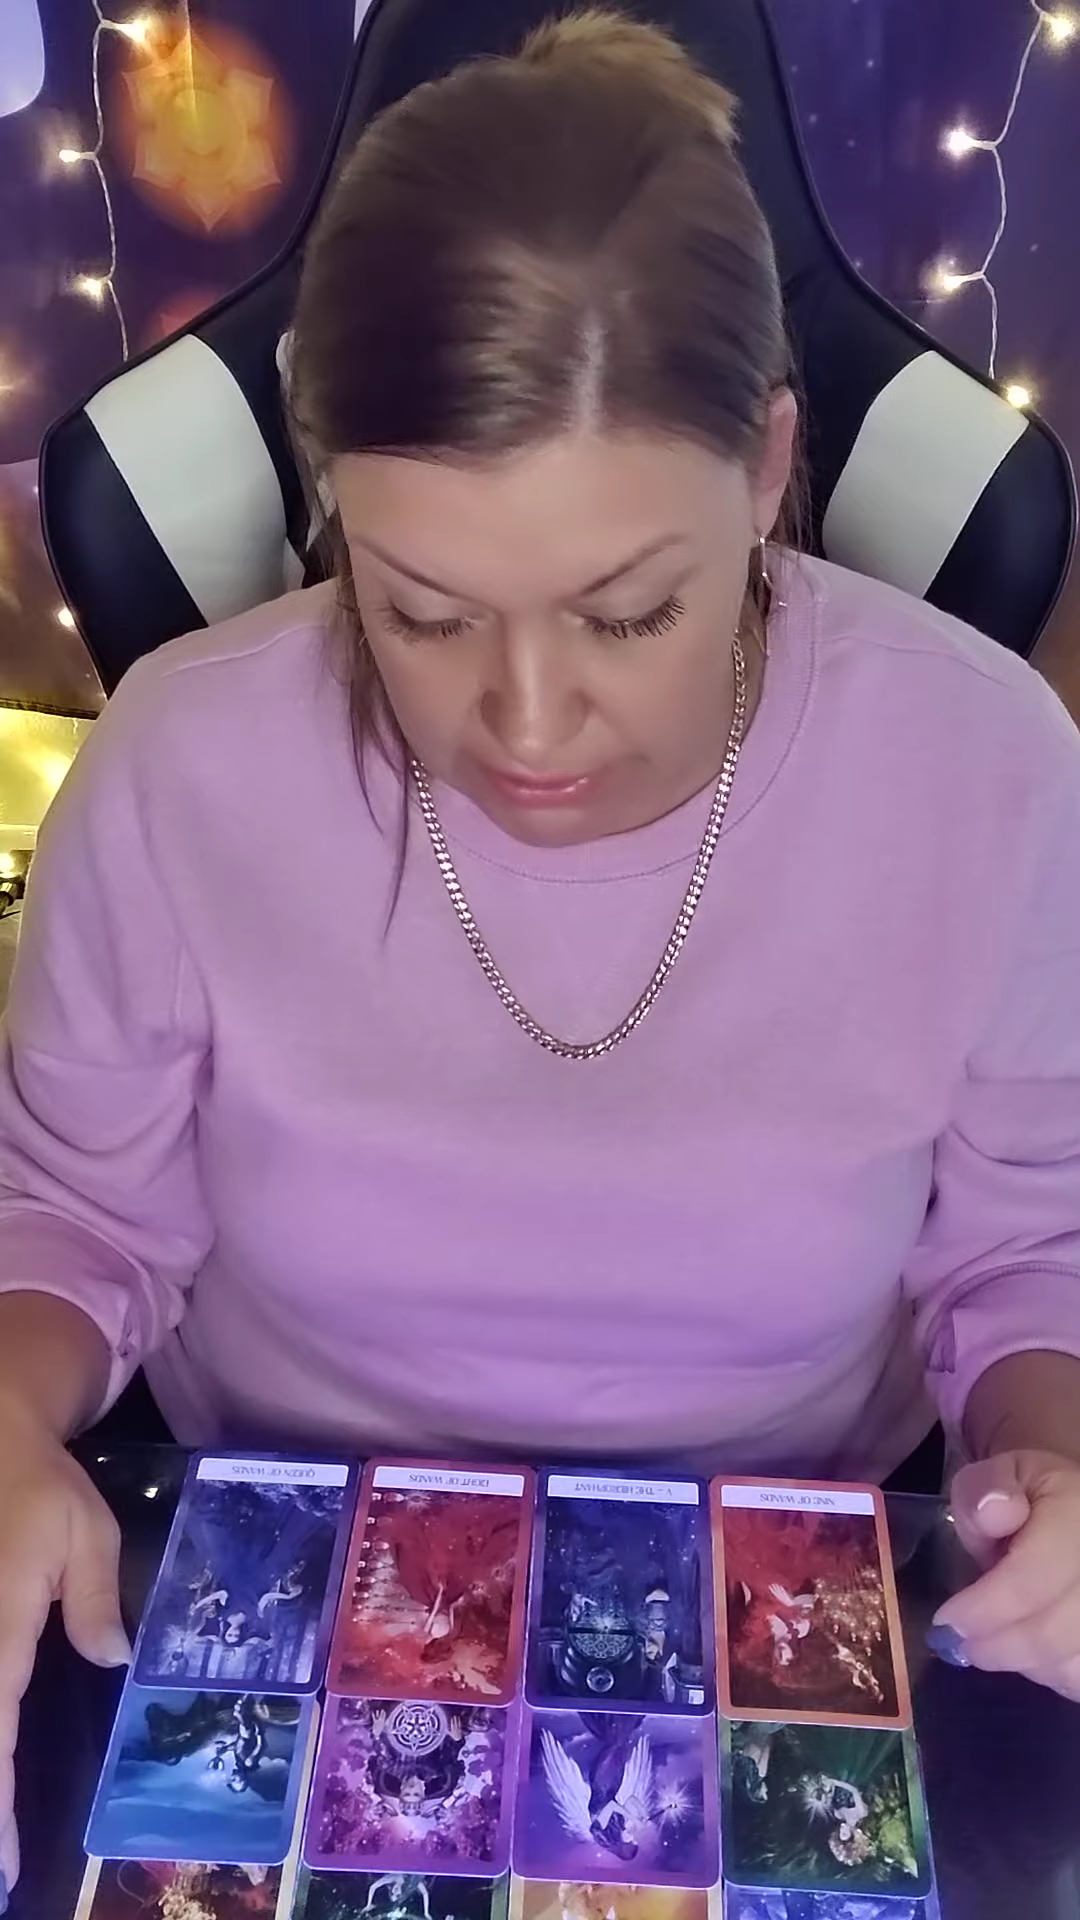 QUEEN OF WANDS
EIGHT OF WANDS
V - THE HIEROPHANT
NINE OF WANDS